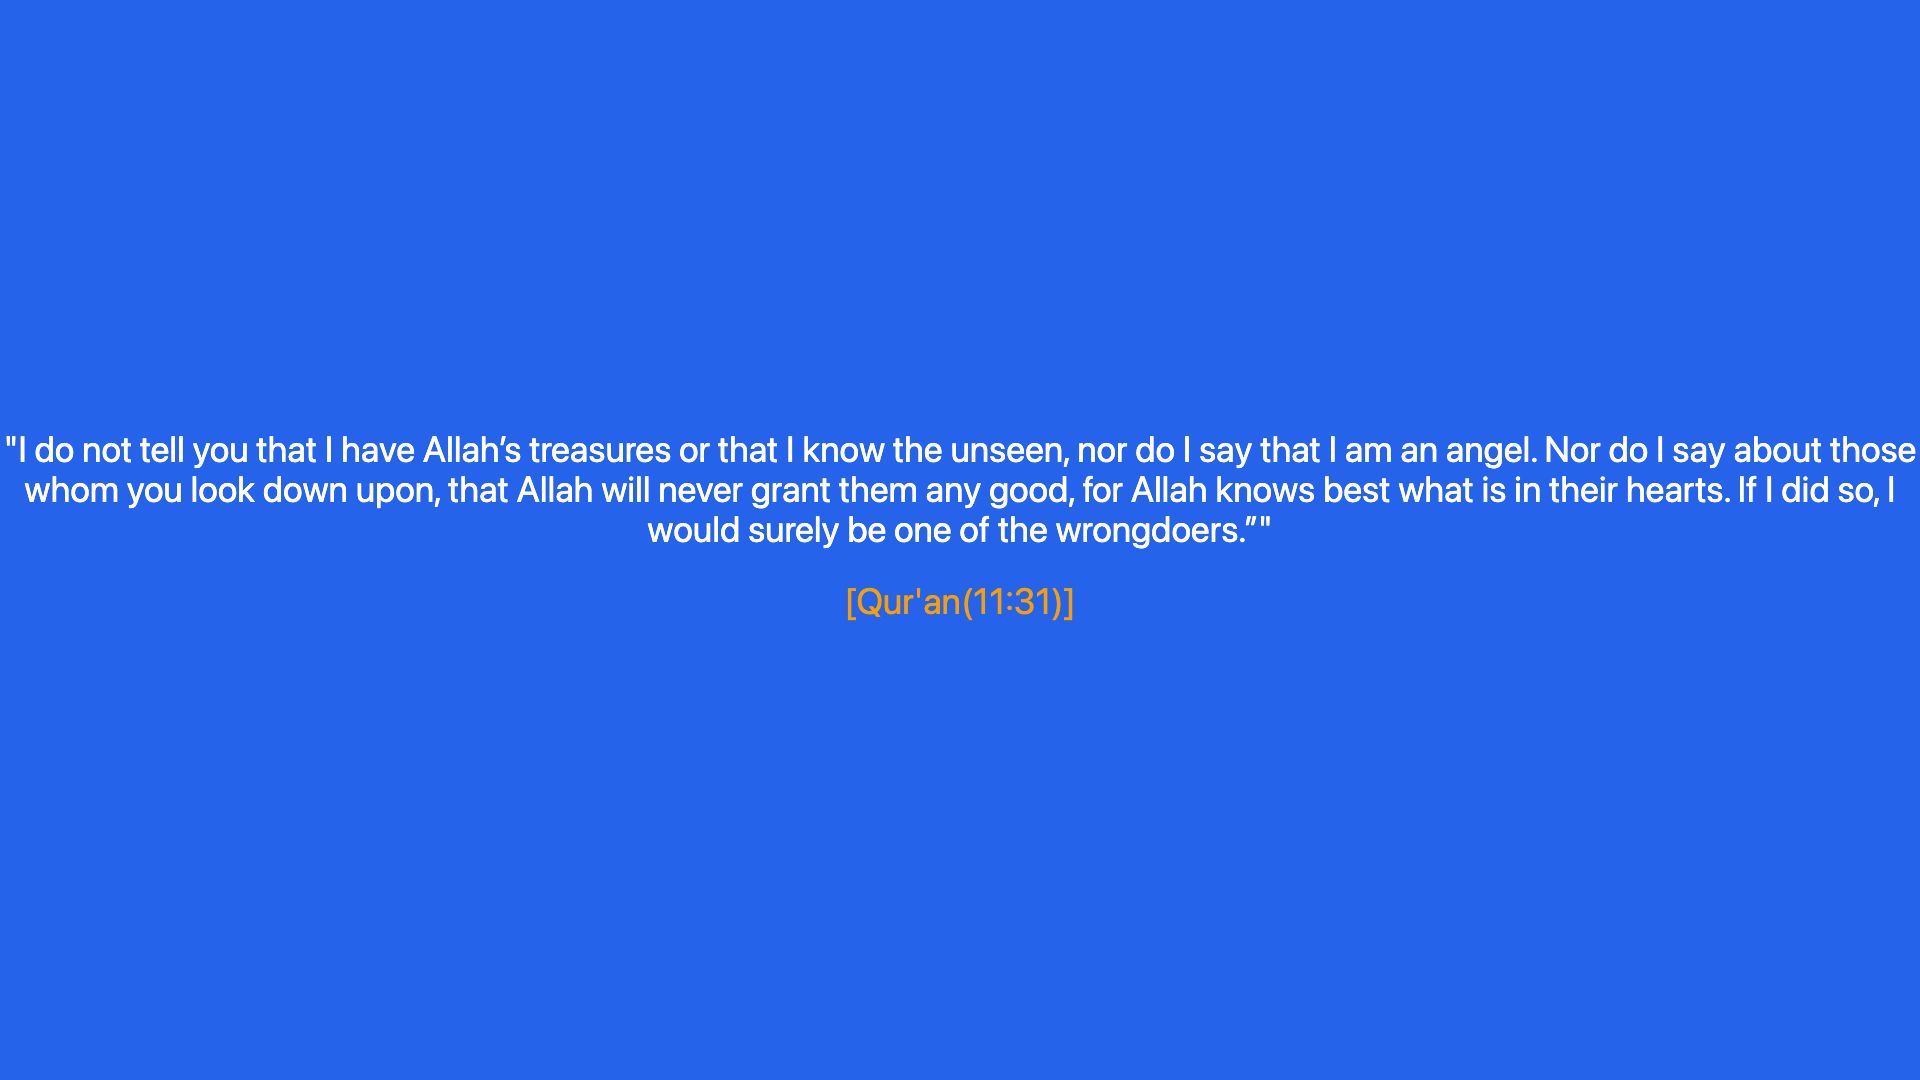 "I do not tell you that I have Allah’s treasures or that I know the unseen, nor do I say that I am an angel. Nor do I say about those
whom you look down upon, that Allah will never grant them any good, for Allah knows best what is in their hearts. If I did so, I
would surely be one of the wrongdoers.”"
[Qur'an(11:31)]